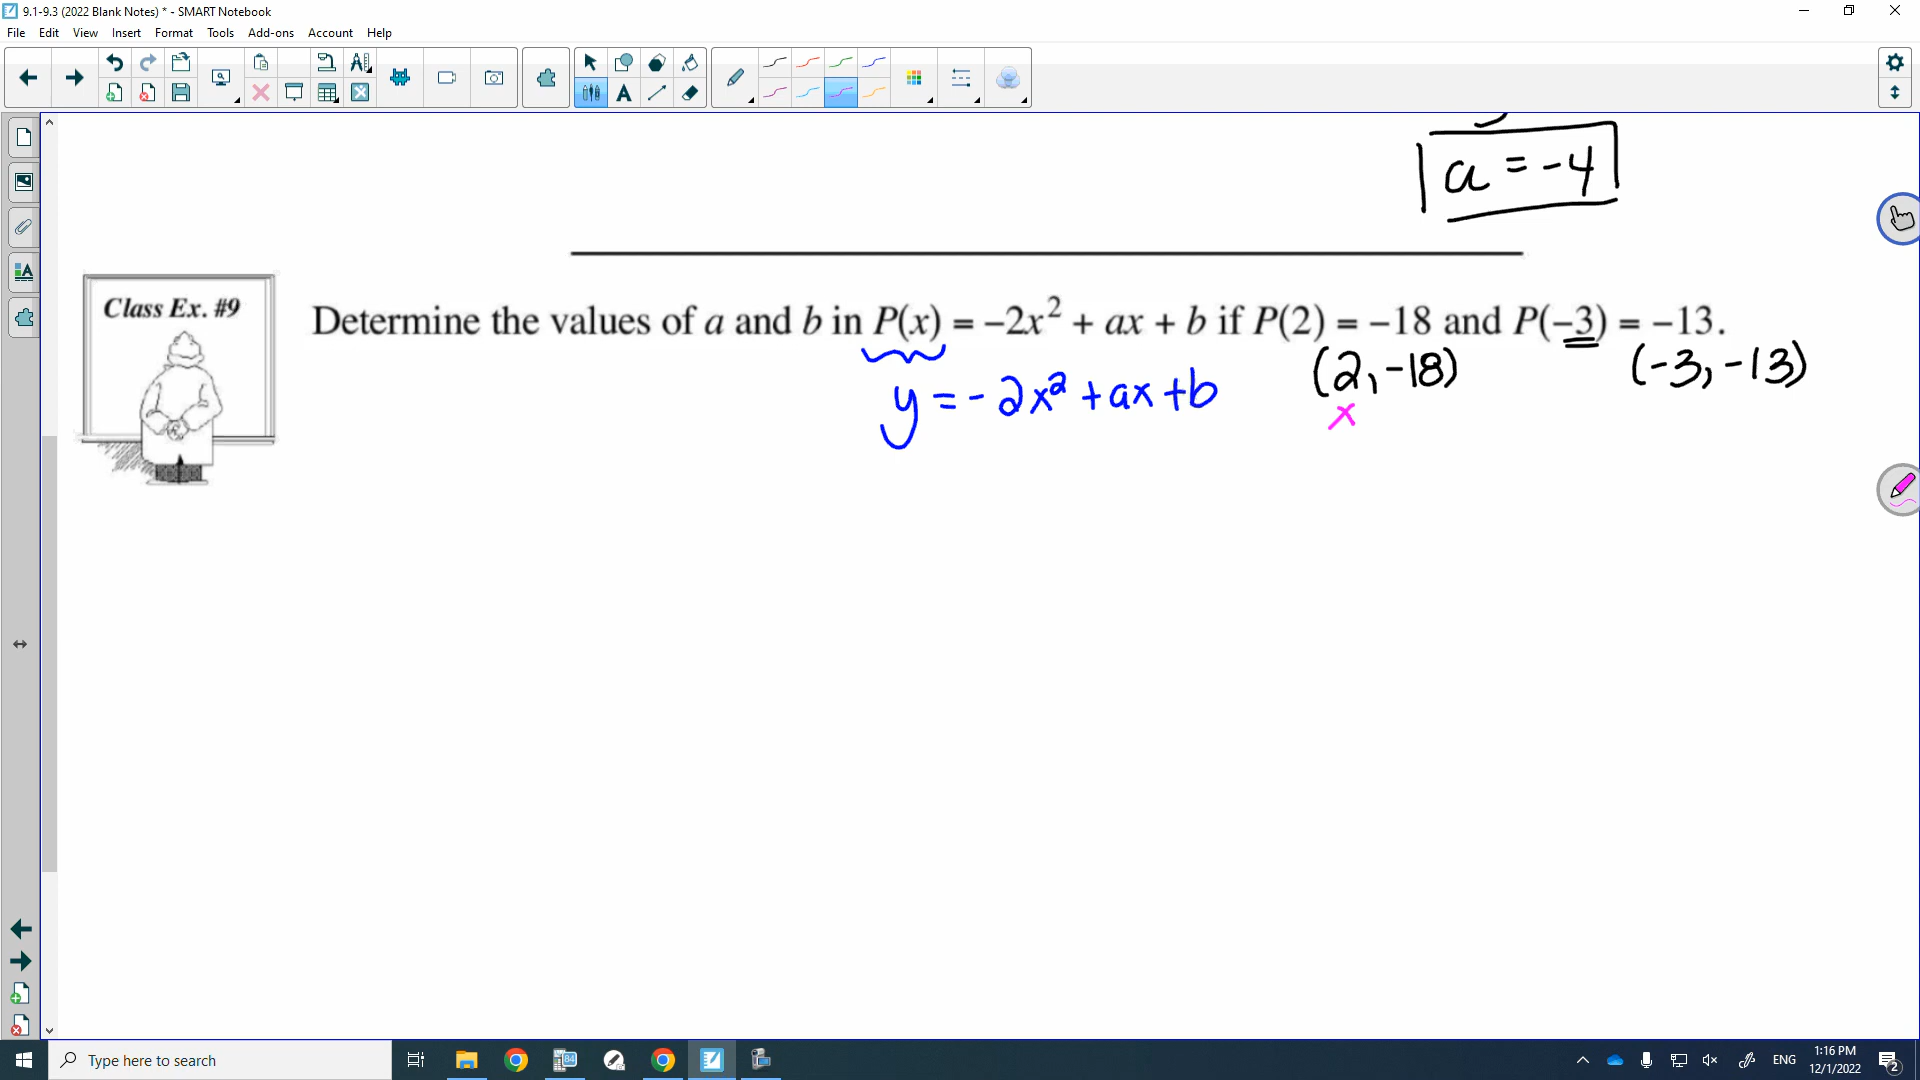 9.1-9.3 (2022 Blank Notes) * - SMART Notebook
File Edit View Insert Format Tools Add-ons Account Help
a = -4
Class Ex. #9
Determine the values of a and b in P(x) = −2x² + ax + b if P(2) = −18 and P(−3) = −13.
(2,-18) (-3,-13)
y = -2x² + ax + b
x
Type here to search
84
ENG
1:16 PM
12/1/2022
2